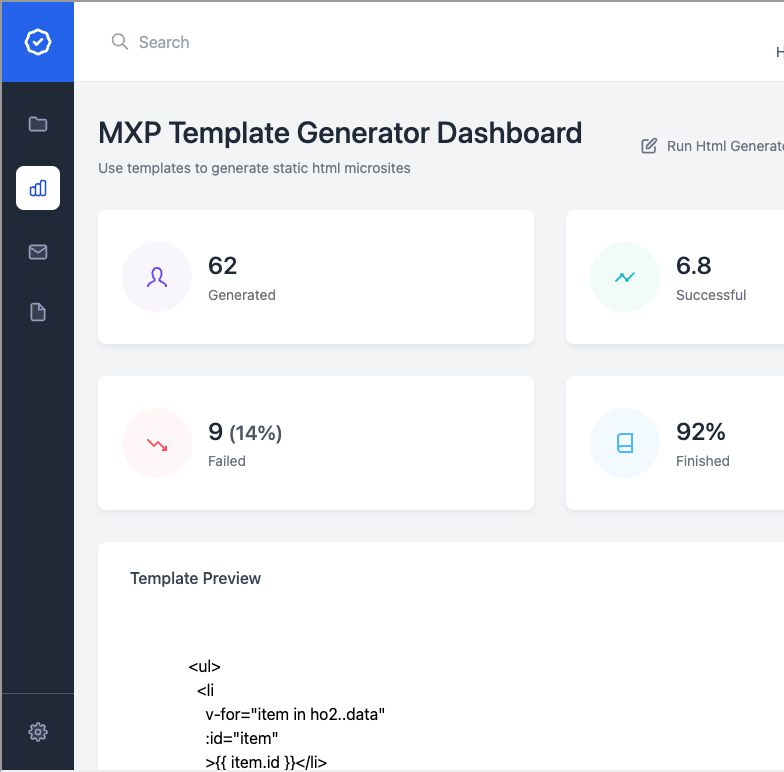 Search
MXP Template Generator Dashboard
Use templates to generate static html microsites
Run Html Generat
62
Generated
6.8
Successful
9 (14%)
Failed
92%
Finished
Template Preview
<ul>
<li
v-for="item in ho2..data"
:id="item"
>{{ item.id }}</li>